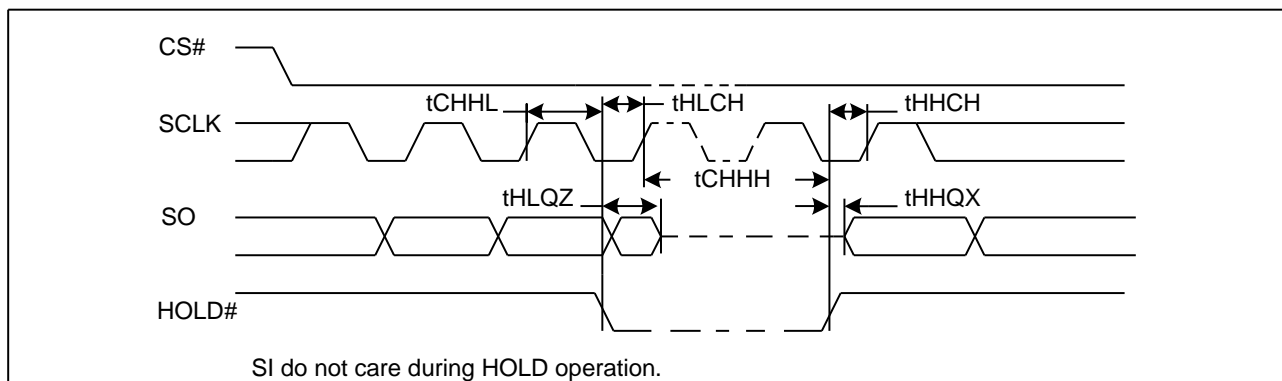 CS#
tCHHL
tHLCH
tHHCH
SCLK
tCHHH
tHLQZ
tHHQX
SO
HOLD#
SI do not care during HOLD operation.